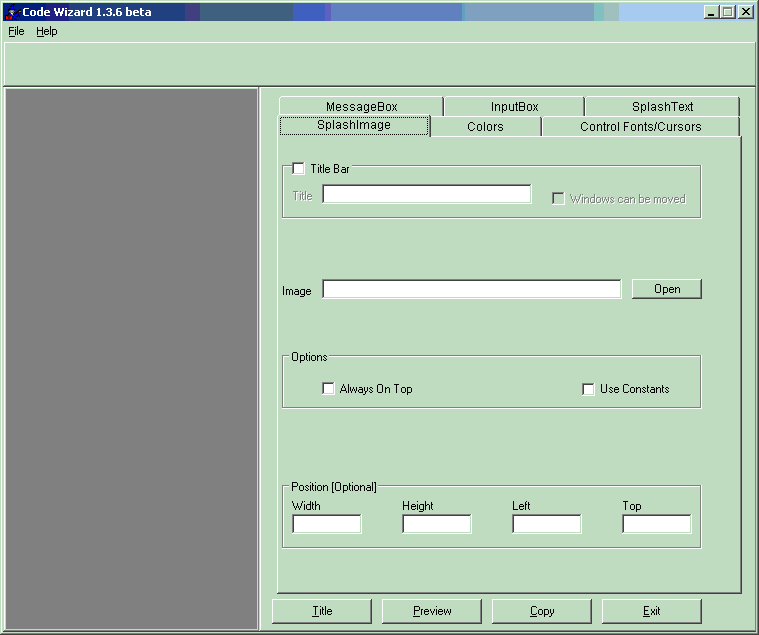 Code Wizard 1.3.6 beta
File Help
MessageBox InputBox SplashText
SplashImage Colors Control Fonts/Cursors
Title Bar
Title Windows can be moved
Image Open
Options
Always On Top Use Constants
Position [Optional]
Width Height Left Top
Title Preview Copy Exit